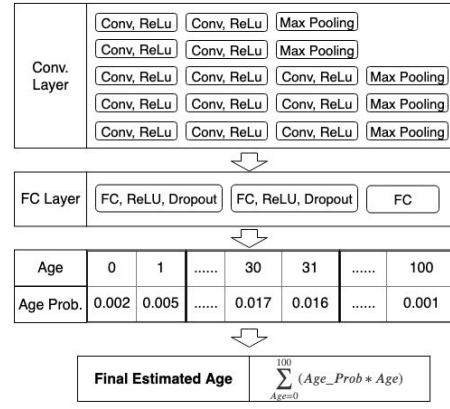 Conv, ReLu Conv, ReLu Max Pooling
Conv, ReLu Conv, ReLu Max Pooling
Conv. Layer
Conv, ReLu Conv, ReLu Conv, ReLu Max Pooling
Conv, ReLu Conv, ReLu Conv, ReLu Max Pooling
Conv, ReLu Conv, ReLu Conv, ReLu Max Pooling
FC Layer FC, ReLU, Dropout FC, ReLU, Dropout FC
Age 0 1 ...... 30 31 ...... 100
Age Prob. 0.002 0.005 ...... 0.017 0.016 ...... 0.001
Final Estimated Age \sum_{Age=0}^{100} (Age_Prob * Age)